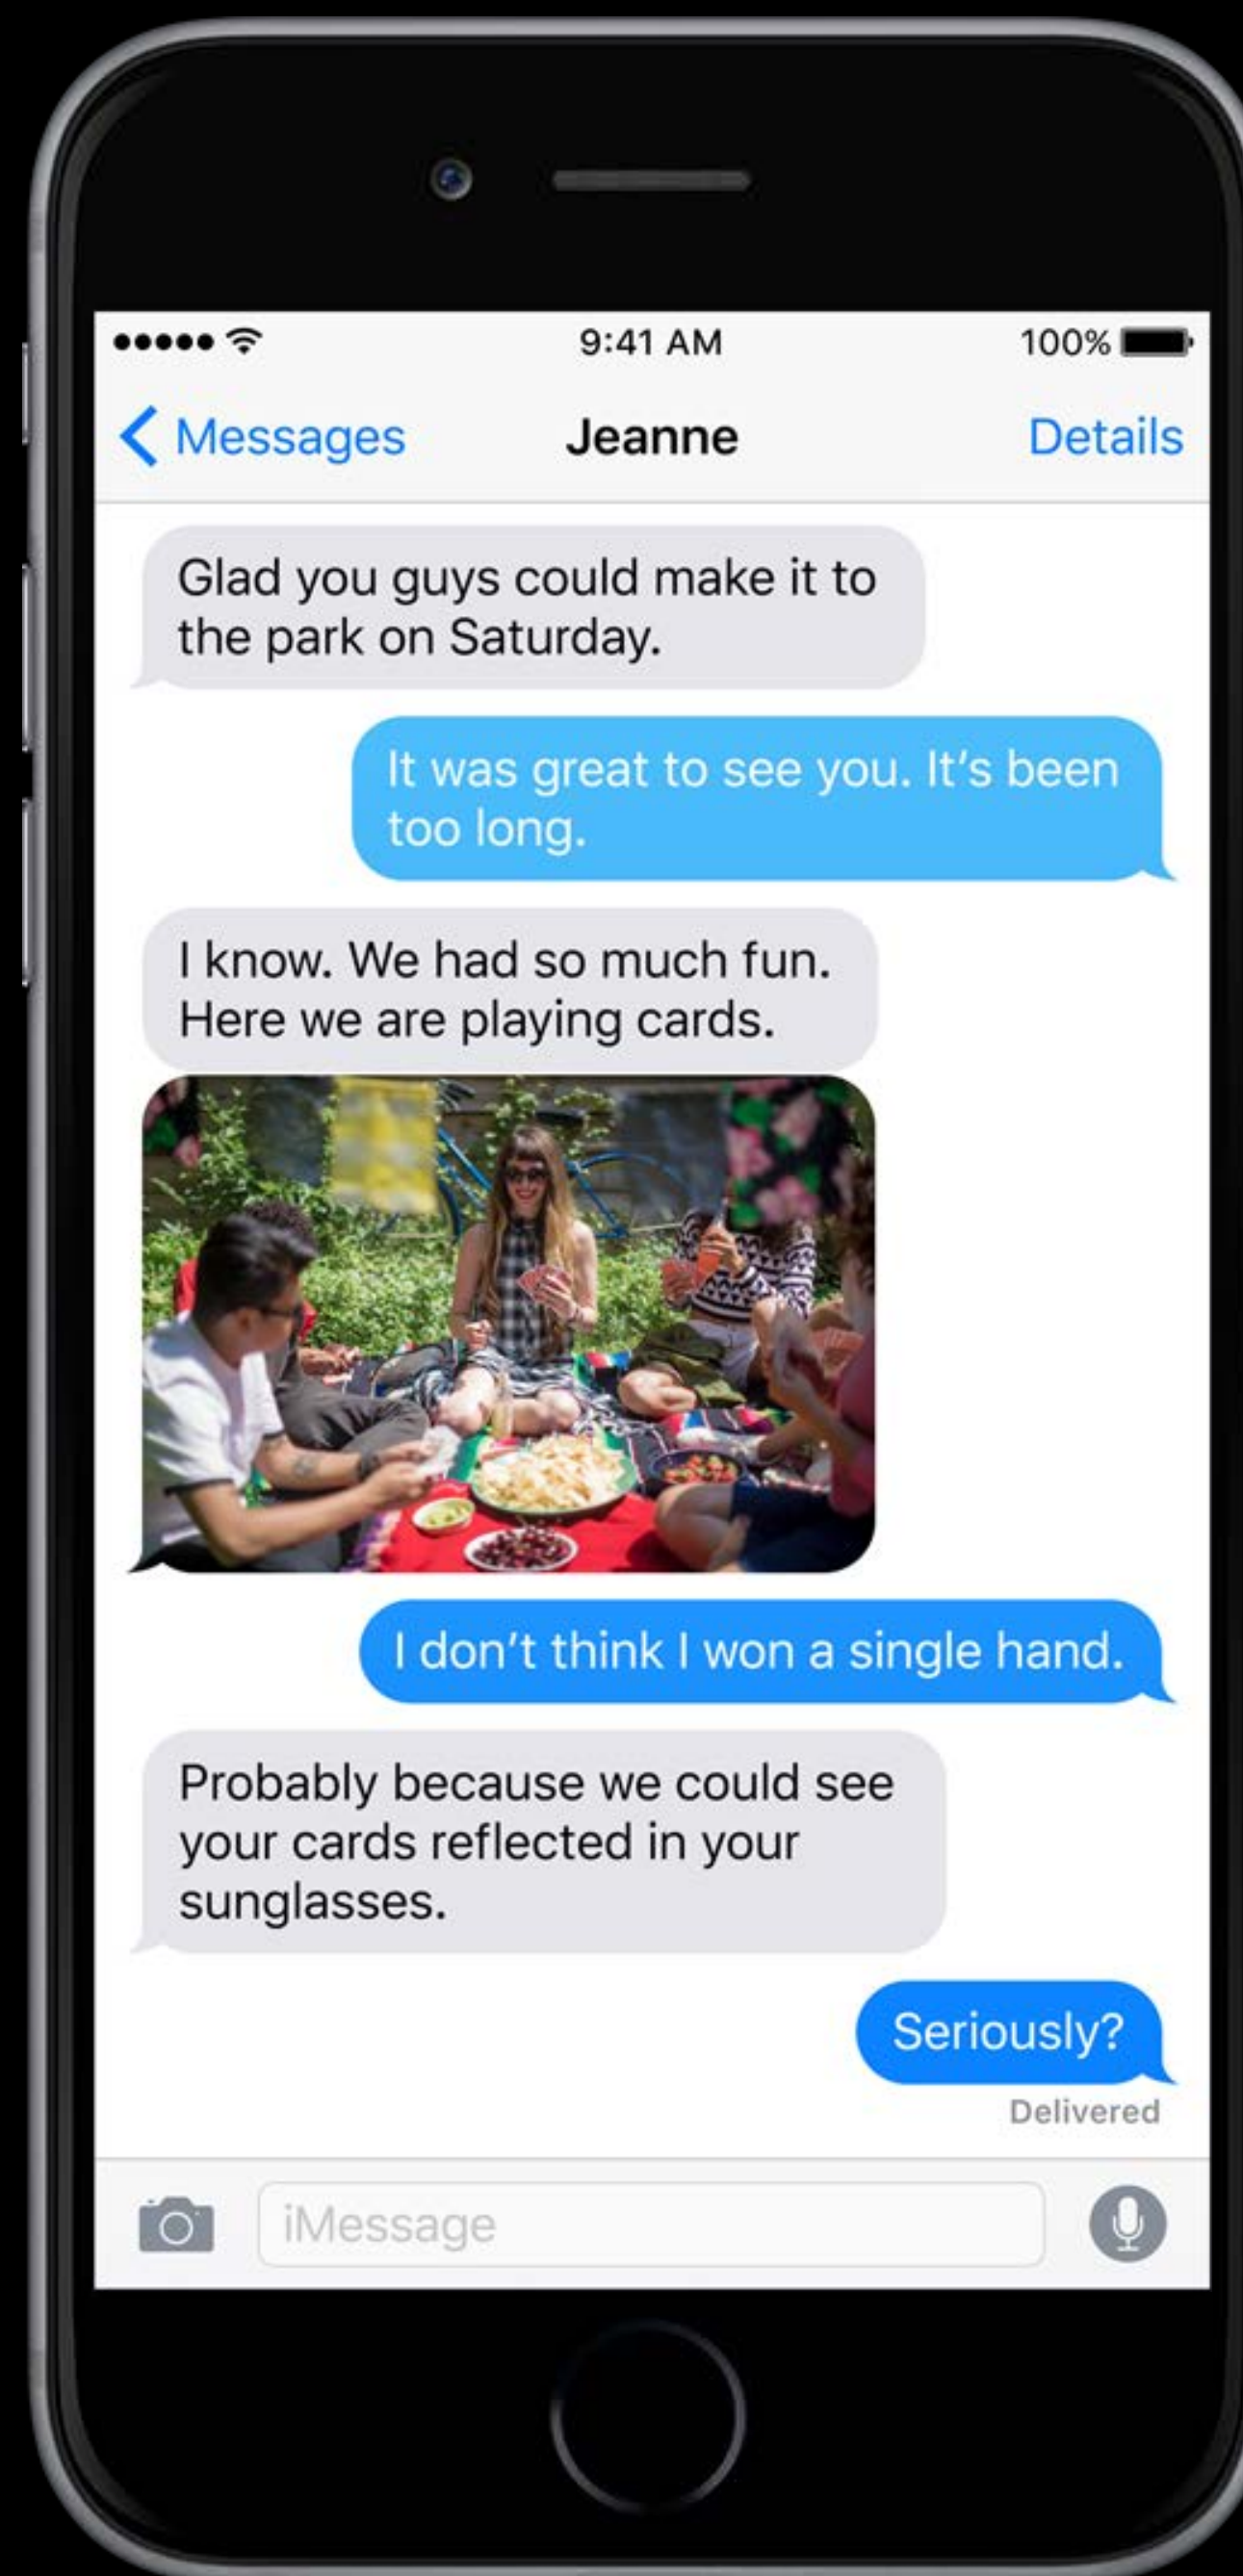 9:41 AM 100%
Messages Jeanne Details
Glad you guys could make it to
the park on Saturday.
It was great to see you. It’s been
too long.
I know. We had so much fun.
Here we are playing cards.
I don’t think I won a single hand.
Probably because we could see
your cards reflected in your
sunglasses.
Seriously?
Delivered
iMessage